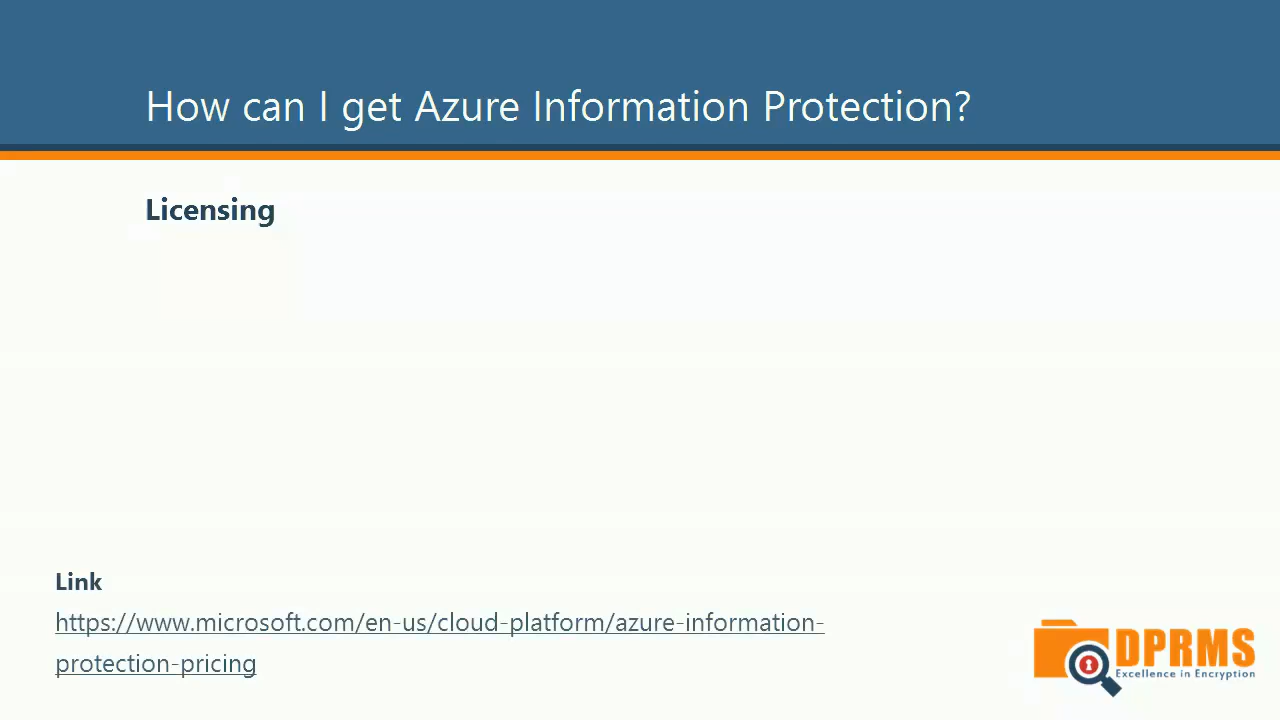 How can I get Azure Information Protection?
Licensing
Link
https://www.microsoft.com/en-us/cloud-platform/azure-information-
protection-pricing
DPRMS
Excellence in Encryption